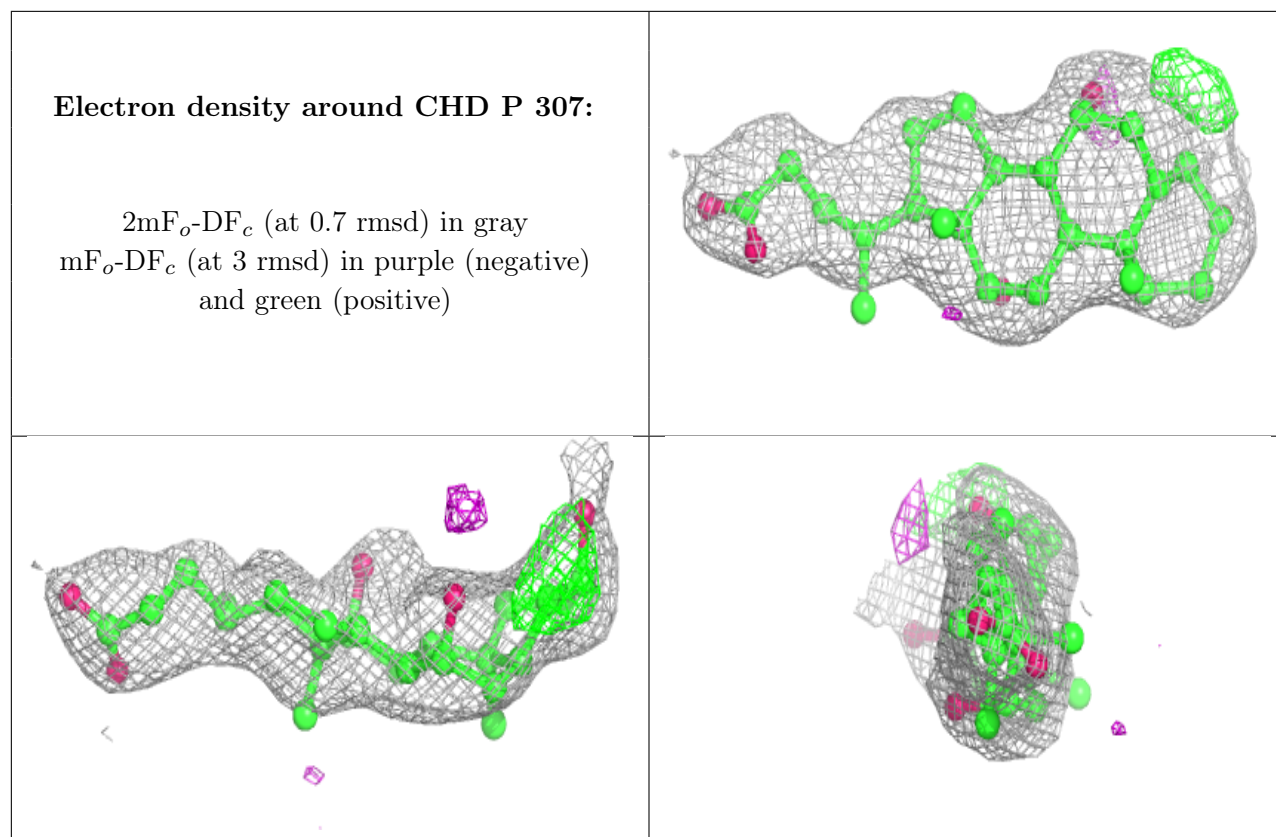 Electron density around CHD P 307:
2mFo-DFc (at 0.7 rmsd) in gray
mFo-DFc (at 3 rmsd) in purple (negative)
and green (positive)